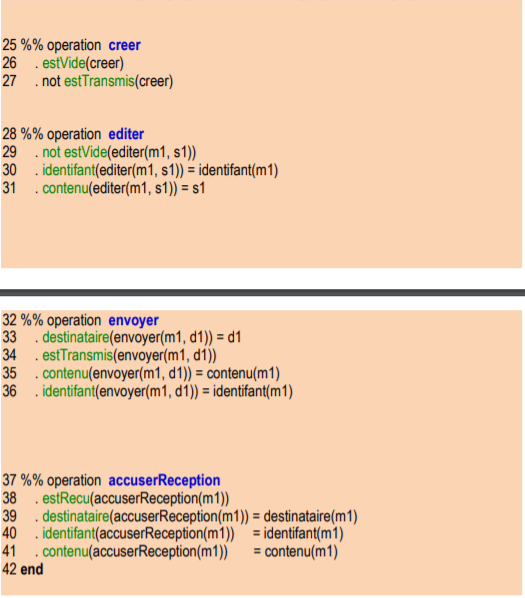 25 %% operation creer
26 . estVide(creer)
27 . not estTransmis(creer)
28 %% operation editer
29 . not estVide(editer(m1, s1))
30 . identifant(editer(m1, s1)) = identifant(m1)
31 . contenu(editer(m1, s1)) = s1
32 %% operation envoyer
33 . destinataire(envoyer(m1, d1)) = d1
34 . estTransmis(envoyer(m1, d1))
35 . contenu(envoyer(m1, d1)) = contenu(m1)
36 . identifant(envoyer(m1, d1)) = identifant(m1)
37 %% operation accuserReception
38 . estRecu(accuserReception(m1))
39 . destinataire(accuserReception(m1)) = destinataire(m1)
40 . identifant(accuserReception(m1)) = identifant(m1)
41 . contenu(accuserReception(m1)) = contenu(m1)
42 end